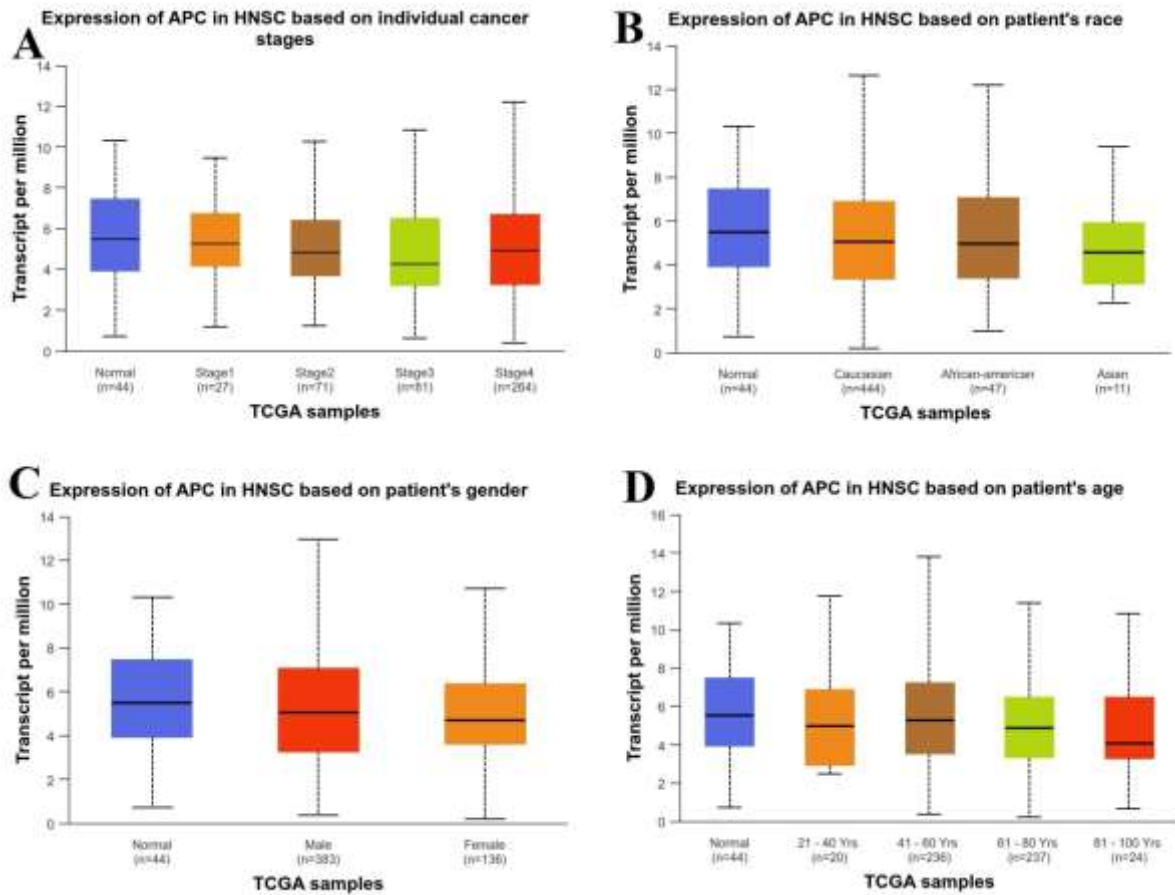 A
Expression of APC in HNSC based on individual cancer
stages
Transcript per million
14
12
10
8
6
4
2
0
Normal
(n=44)
Stage1
(n=27)
Stage2
(n=71)
Stage3
(n=81)
Stage4
(n=264)
TCGA samples
B
Expression of APC in HNSC based on patient's race
Transcript per million
14
12
10
8
6
4
2
0
Normal
(n=44)
Caucasian
(n=444)
African-american
(n=47)
Asian
(n=11)
TCGA samples
C
Expression of APC in HNSC based on patient's gender
Transcript per million
14
12
10
8
6
4
2
0
Normal
(n=44)
Male
(n=383)
Female
(n=136)
TCGA samples
D
Expression of APC in HNSC based on patient's age
Transcript per million
16
14
12
10
8
6
4
2
0
Normal
(n=44)
21 - 40 Yrs
(n=20)
41 - 60 Yrs
(n=236)
61 - 80 Yrs
(n=237)
81 - 100 Yrs
(n=24)
TCGA samples